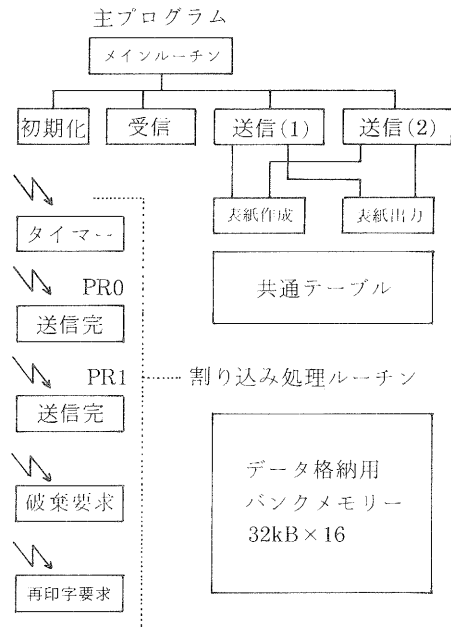 主プログラム
メインルーチン
初期化
受信
送信(1)
送信(2)
表紙作成
表紙出力
タイマー
共通テーブル
PR0
送信完
PR1
送信完
割り込み処理ルーチン
破棄要求
データ格納用
バンクメモリー
32kB×16
再印字要求